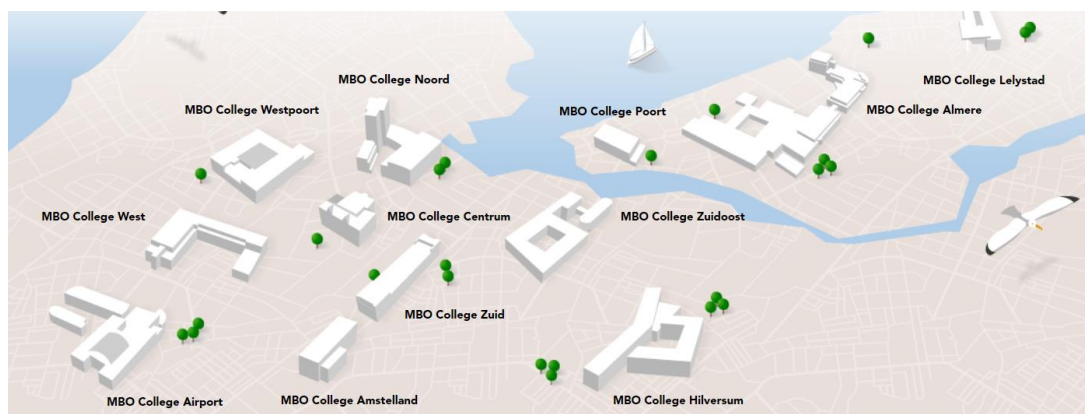 MBO College Noord
MBO College Lelystad
MBO College Westpoort
MBO College Poort
MBO College Almere
MBO College West
MBO College Centrum
MBO College Zuidoost
MBO College Zuid
MBO College Airport
MBO College Amstelland
MBO College Hilversum